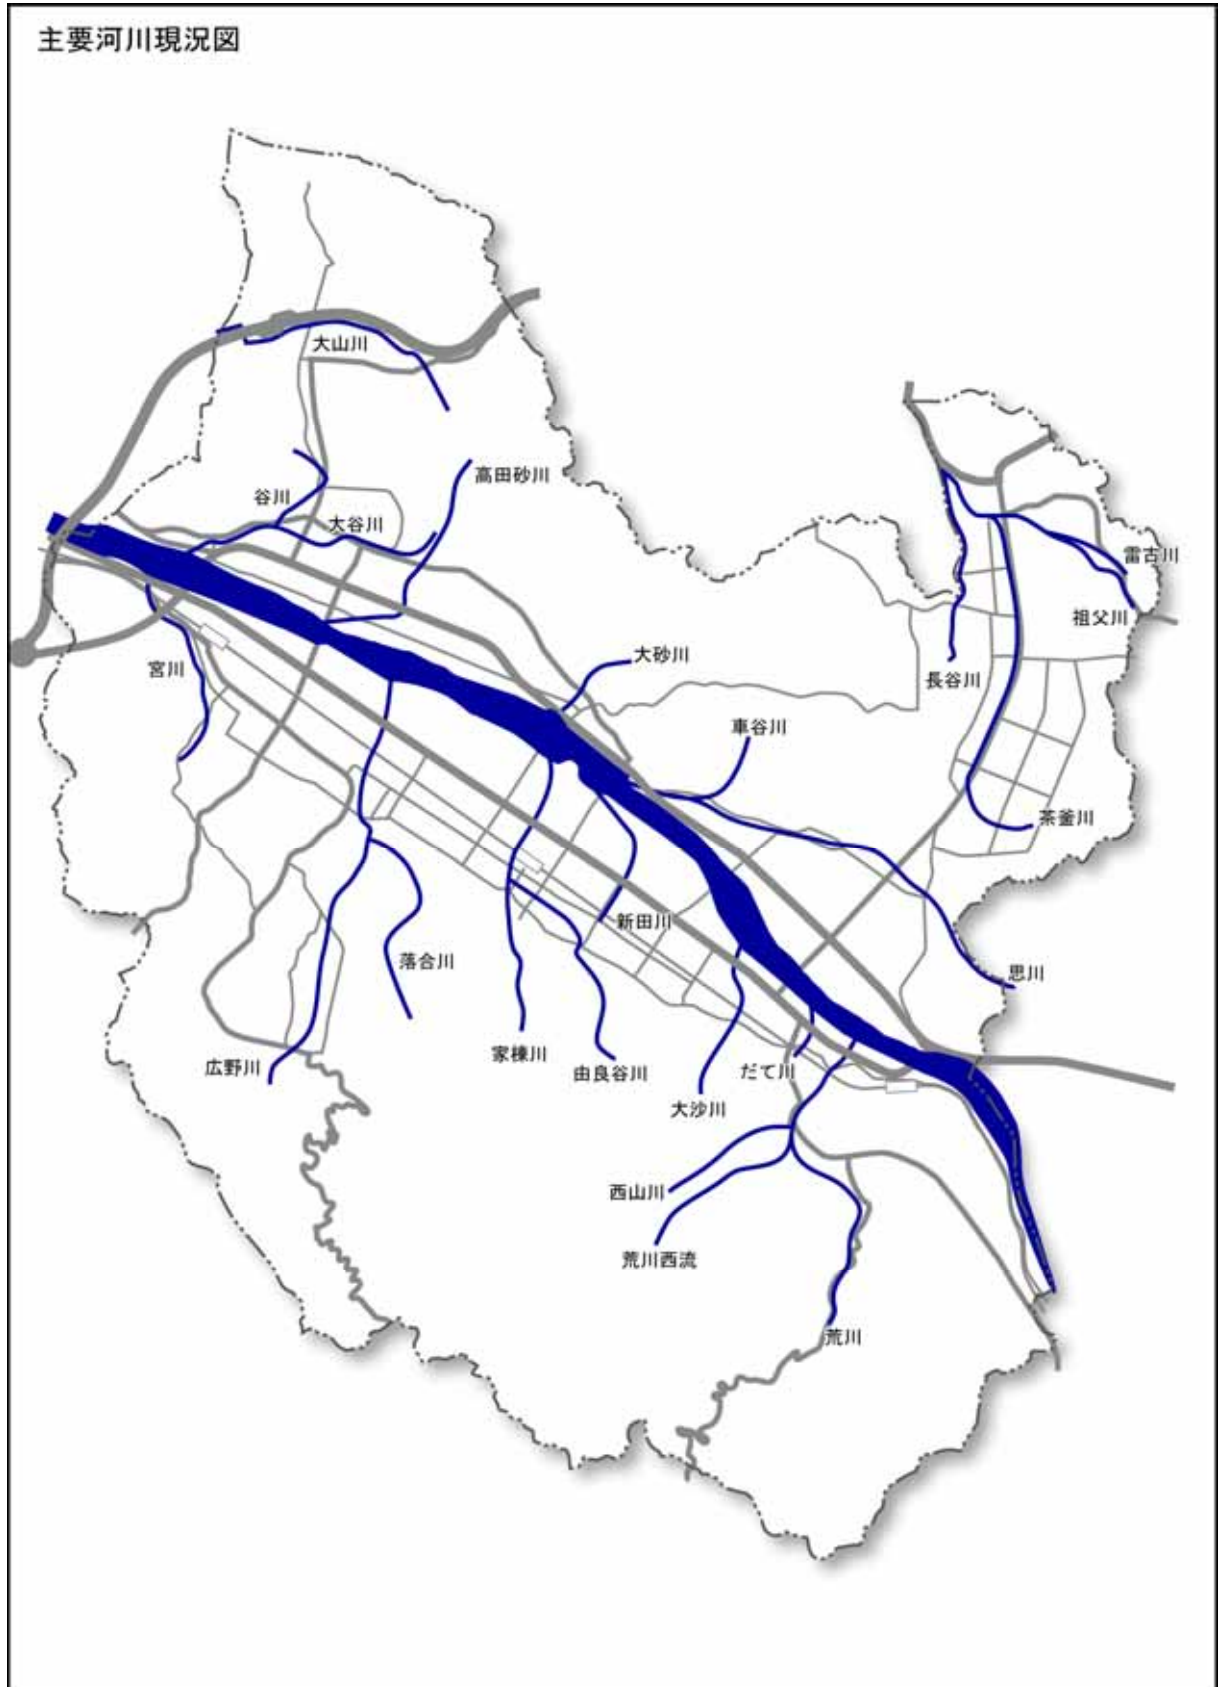 主要河川現況図
大山川
高田砂川
谷川
大谷川
雷古川
祖父川
大砂川
宮川
長谷川
車谷川
茶釜川
新田川
落合川
思川
家棟川
広野川
由良谷川
だて川
大沙川
西山川
荒川西流
荒川